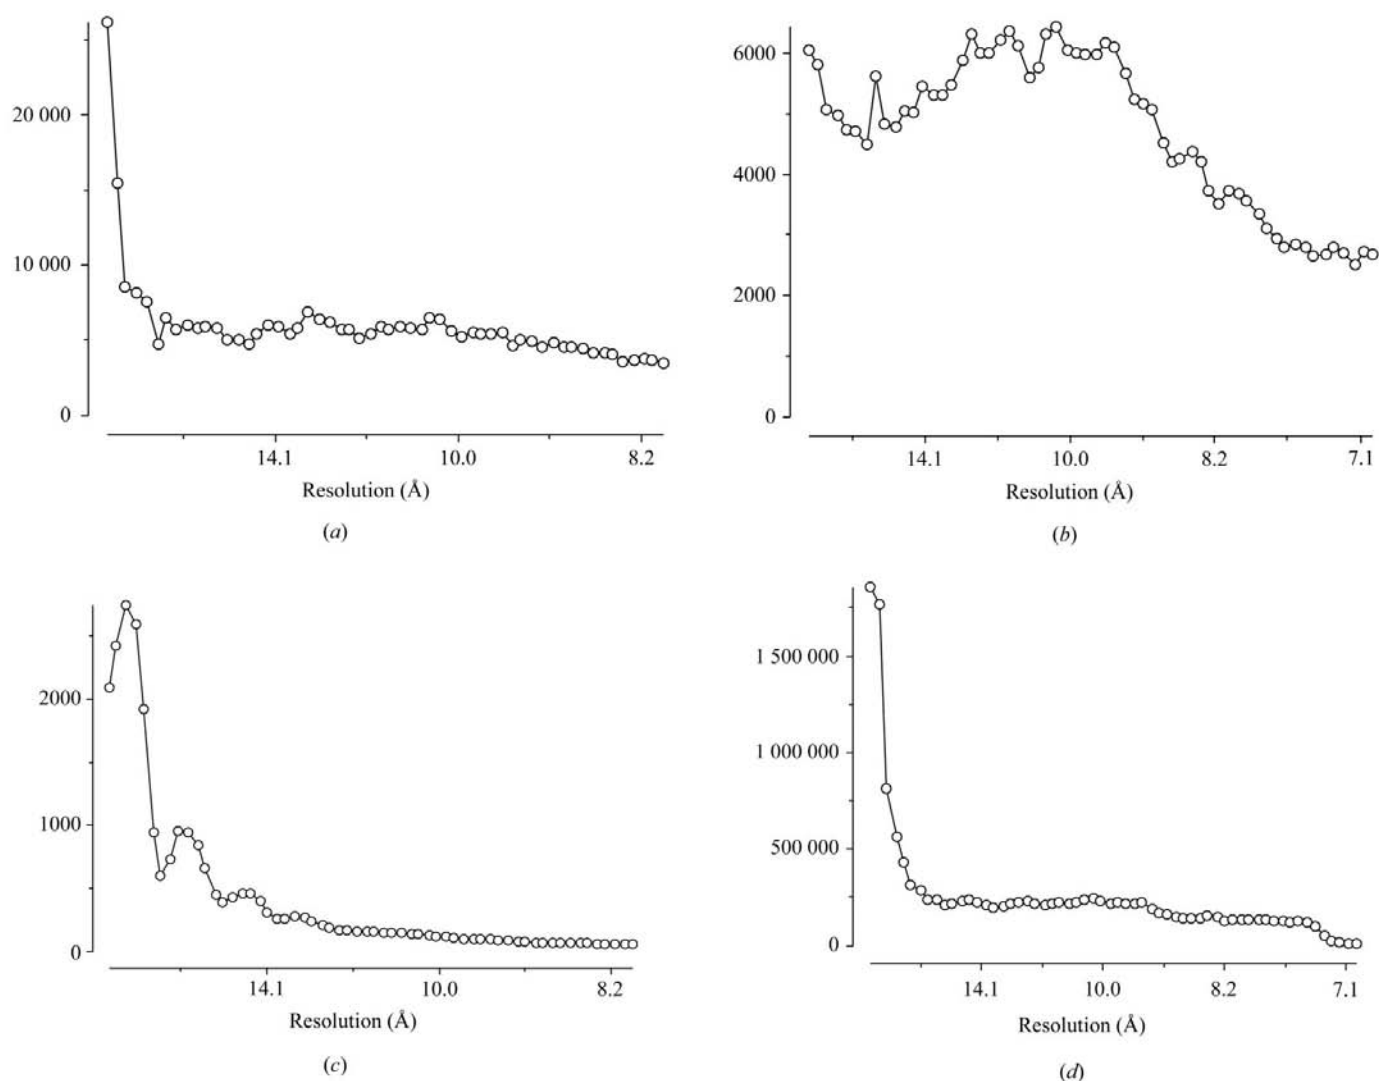 20 000
10 000
0
14.1 10.0 8.2
Resolution (Å)
(a)
6000
4000
2000
0
14.1 10.0 8.2 7.1
Resolution (Å)
(b)
2000
1000
0
14.1 10.0 8.2
Resolution (Å)
(c)
1 500 000
1 000 000
500 000
0
14.1 10.0 8.2 7.1
Resolution (Å)
(d)